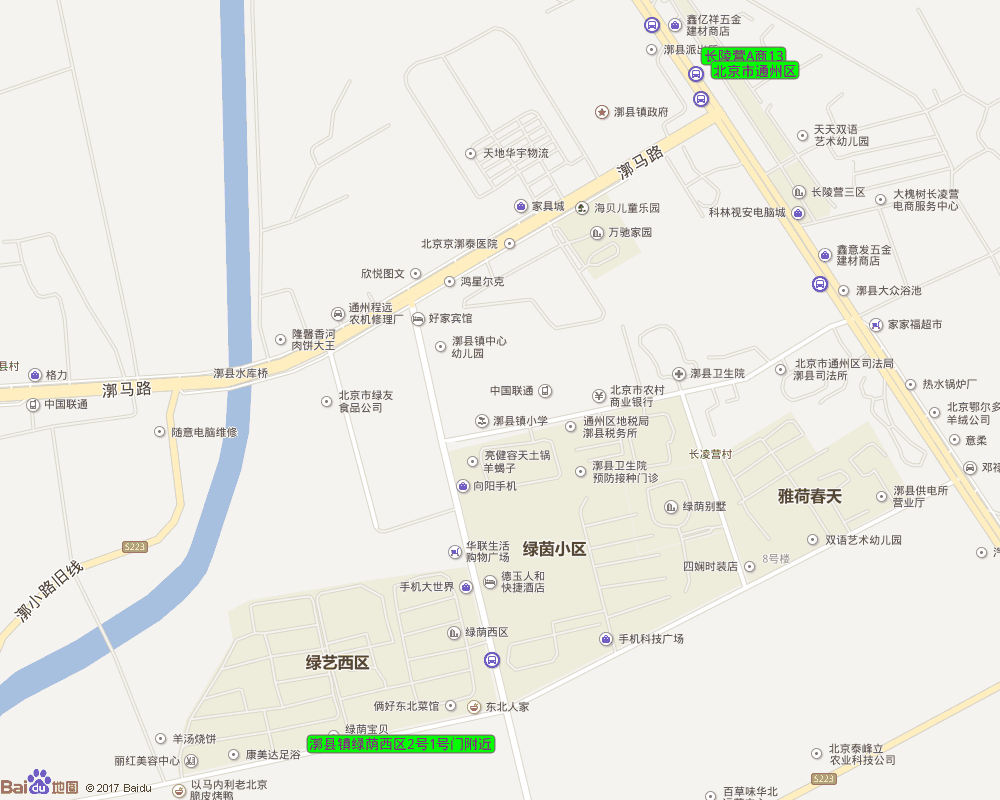 鑫亿祥五金
建材商店
漷县派出所
长陵营A商13
北京市通州区
漷县镇政府
天天双语
艺术幼儿园
天地华宇物流
漷马路
长陵营三区
大槐树长凌营
电商服务中心
家具城
海贝儿童乐园
科林视安电脑城
万驰家园
北京京漷泰医院
鑫意发五金
建材商店
欣悦图文
鸿星尔克
漷县大众浴池
通州程远
农机修理厂
好家宾馆
家家福超市
隆馨香河
肉饼大王
漷县镇中心
幼儿园
县村
格力
漷县水库桥
漷县卫生院
北京市通州区司法局
漷县司法所
热水锅炉厂
漷马路
中国联通
北京市绿友
食品公司
中国联通
北京市农村
商业银行
北京鄂尔多
羊绒公司
随意电脑维修
漷县镇小学
通州区地税局
漷县税务所
意柔
亮健容天土锅
羊蝎子
漷县卫生院
预防接种门诊
长凌营村
邓禄
向阳手机
绿荫别墅
雅荷春天
漷县供电所
营业厅
S223
华联生活
购物广场
绿茵小区
双语艺术幼儿园
8号楼
四娴时装店
漷小路旧线
手机大世界
德玉人和
快捷酒店
绿荫西区
手机科技广场
绿艺西区
俩好东北菜馆
东北人家
绿荫宝贝
漷县镇绿荫西区2号1号门附近
羊汤烧饼
康美达足浴
丽红美容中心
北京泰峰立
农业科技公司
S223
Bai du 地图
© 2017 Baidu
以马内利老北京
脆皮烤鸭
百草味华北